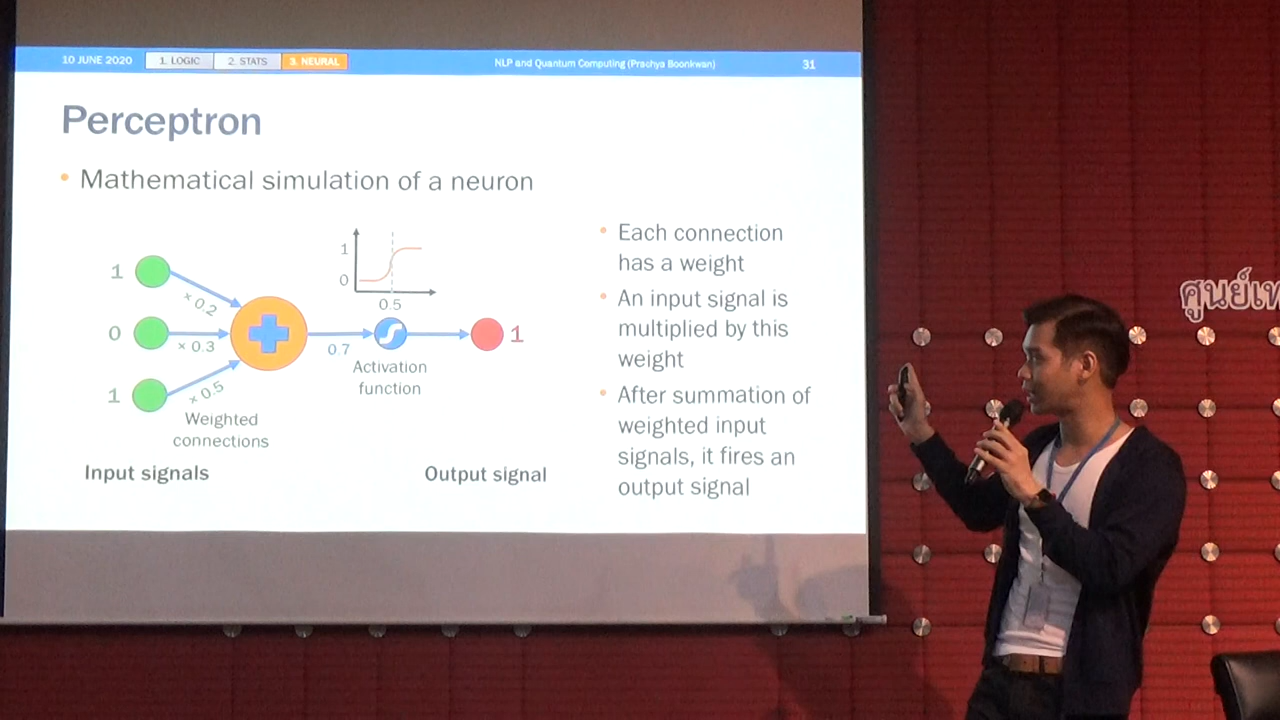 10 JUNE 2020
1. LOGIC
2. STATS
3. NEURAL
NLP and Quantum Computing (Prachya Boonkwan)
31
Perceptron
• Mathematical simulation of a neuron
1
0
0.5
1
× 0.2
0
× 0.3
1
× 0.5
0.7
1
Activation
function
Weighted
connections
Input signals
Output signal
• Each connection
has a weight
• An input signal is
multiplied by this
weight
• After summation of
weighted input
signals, it fires an
output signal
ศูนย์เท